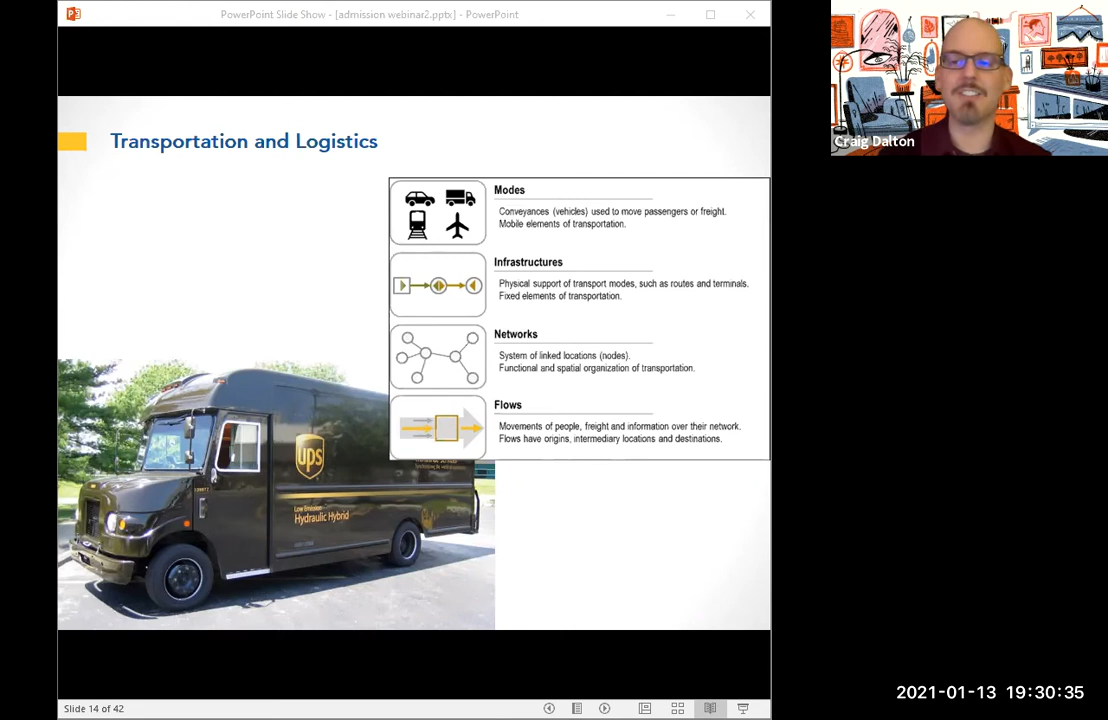 PowerPoint Slide Show - [admission webinar2.pptx] - PowerPoint
Craig Dalton
Transportation and Logistics
Modes
Conveyances (vehicles) used to move passengers or freight.
Mobile elements of transportation.
Infrastructures
Physical support of transport modes, such as routes and terminals.
Fixed elements of transportation.
Networks
System of linked locations (nodes).
Functional and spatial organization of transportation.
Flows
Movements of people, freight and information over their network.
Flows have origins, intermediary locations and destinations.
ups
Low Emission
Hydraulic Hybrid
2021-01-13 19:30:35
Slide 14 of 42